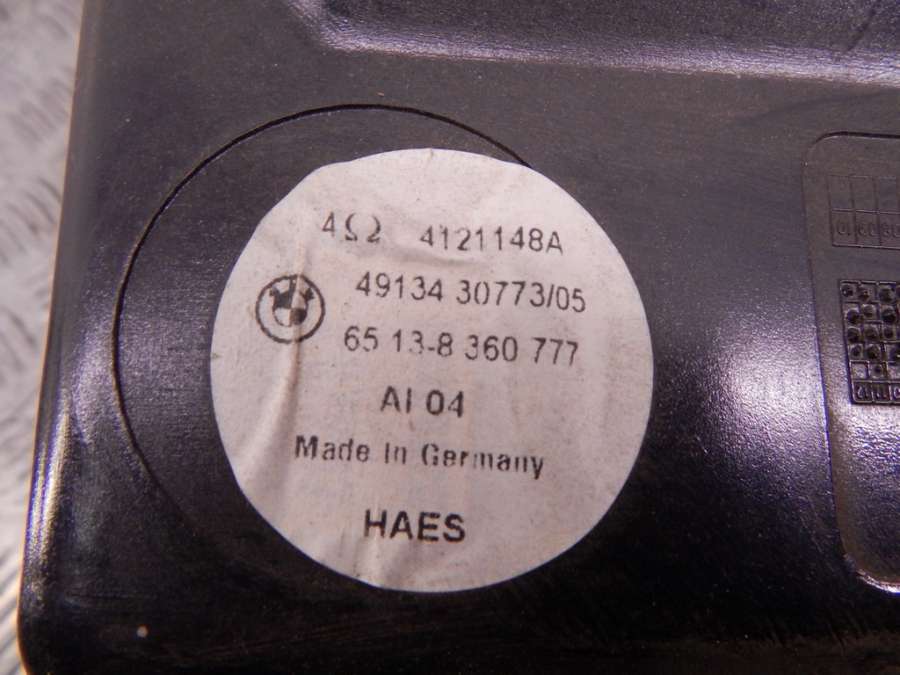 4Ω 4121148A
49134 30773/05
65 13-8 360 777
AI 04
Made In Germany
HAES